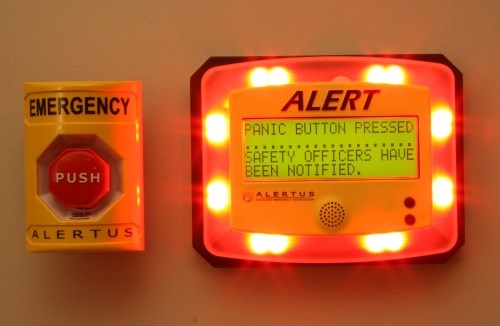 EMERGENCY
PUSH
ALERTUS
ALERT
PANIC BUTTON PRESSED
....................
SAFETY OFFICERS HAVE
BEEN NOTIFIED.
ALERTUS